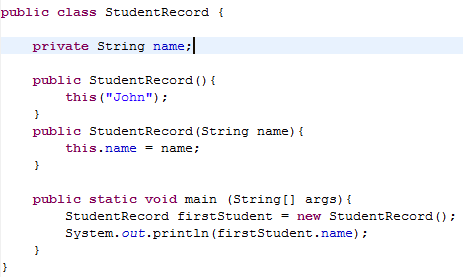 public class StudentRecord {
private String name;
public StudentRecord(){
this("John");
}
public StudentRecord(String name){
this.name = name;
}
public static void main (String[] args){
StudentRecord firstStudent = new StudentRecord();
System.out.println(firstStudent.name);
}
}